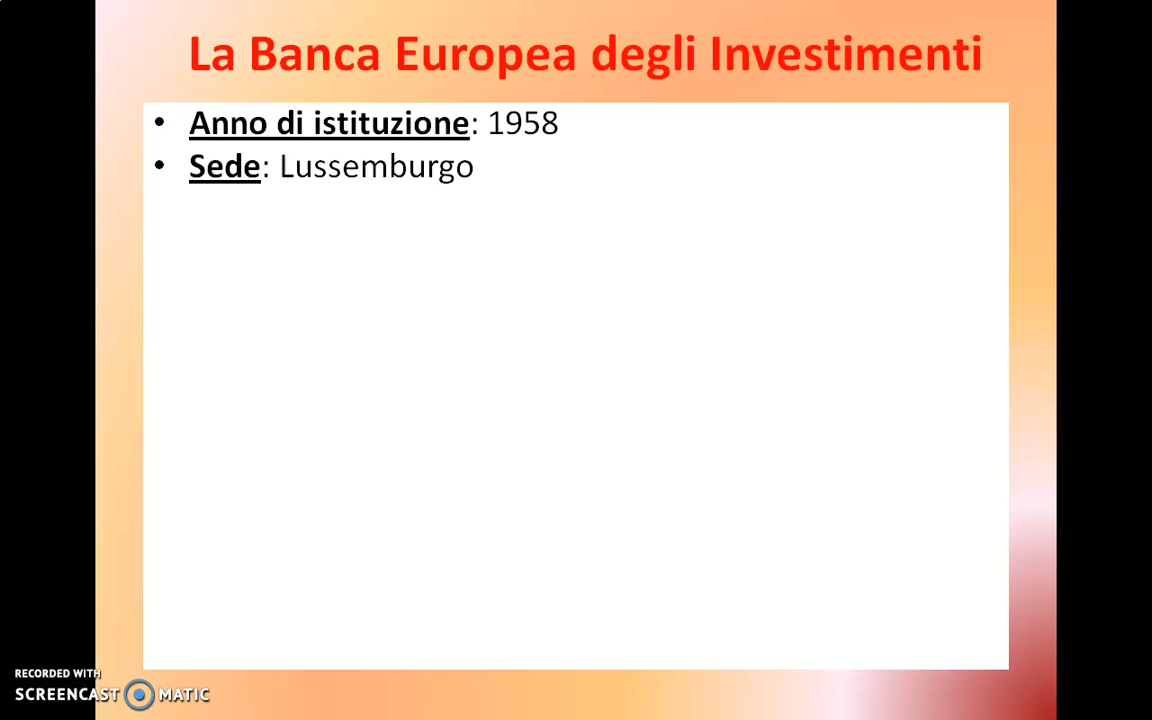 La Banca Europea degli Investimenti
• Anno di istituzione: 1958
• Sede: Lussemburgo
RECORDED WITH
SCREENCAST MATIC